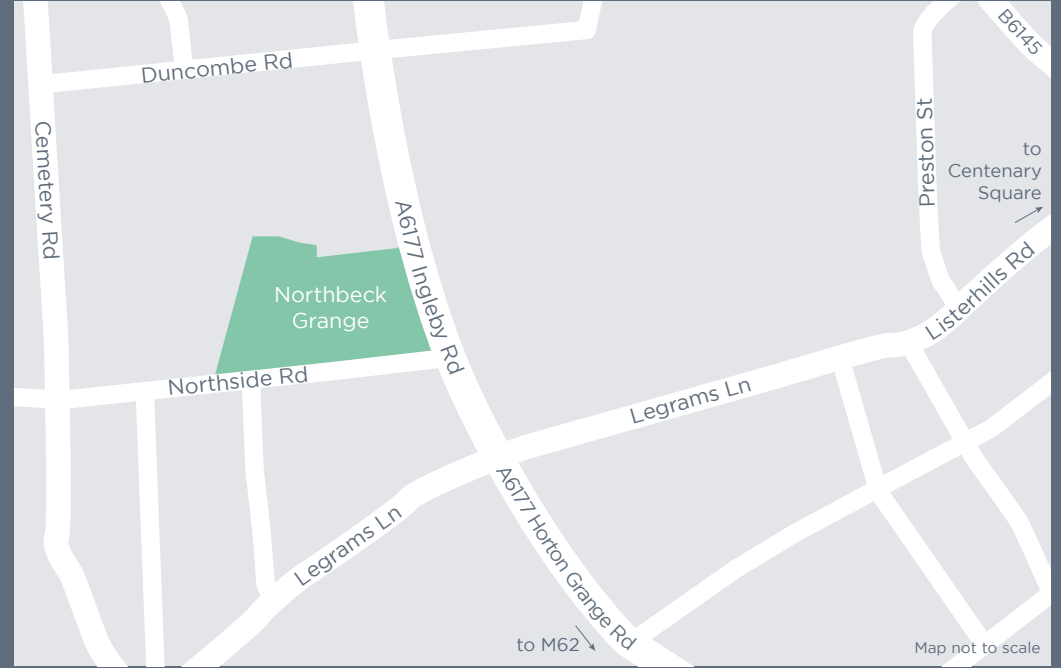 B6145
Duncombe Rd
Preston St
Cemetery Rd
to
Centenary
Square
A6177 Ingleby Rd
Listerhills Rd
Northbeck
Grange
Northside Rd
Legrams Ln
A6177 Horton Grange Rd
Legrams Ln
to M62
Map not to scale